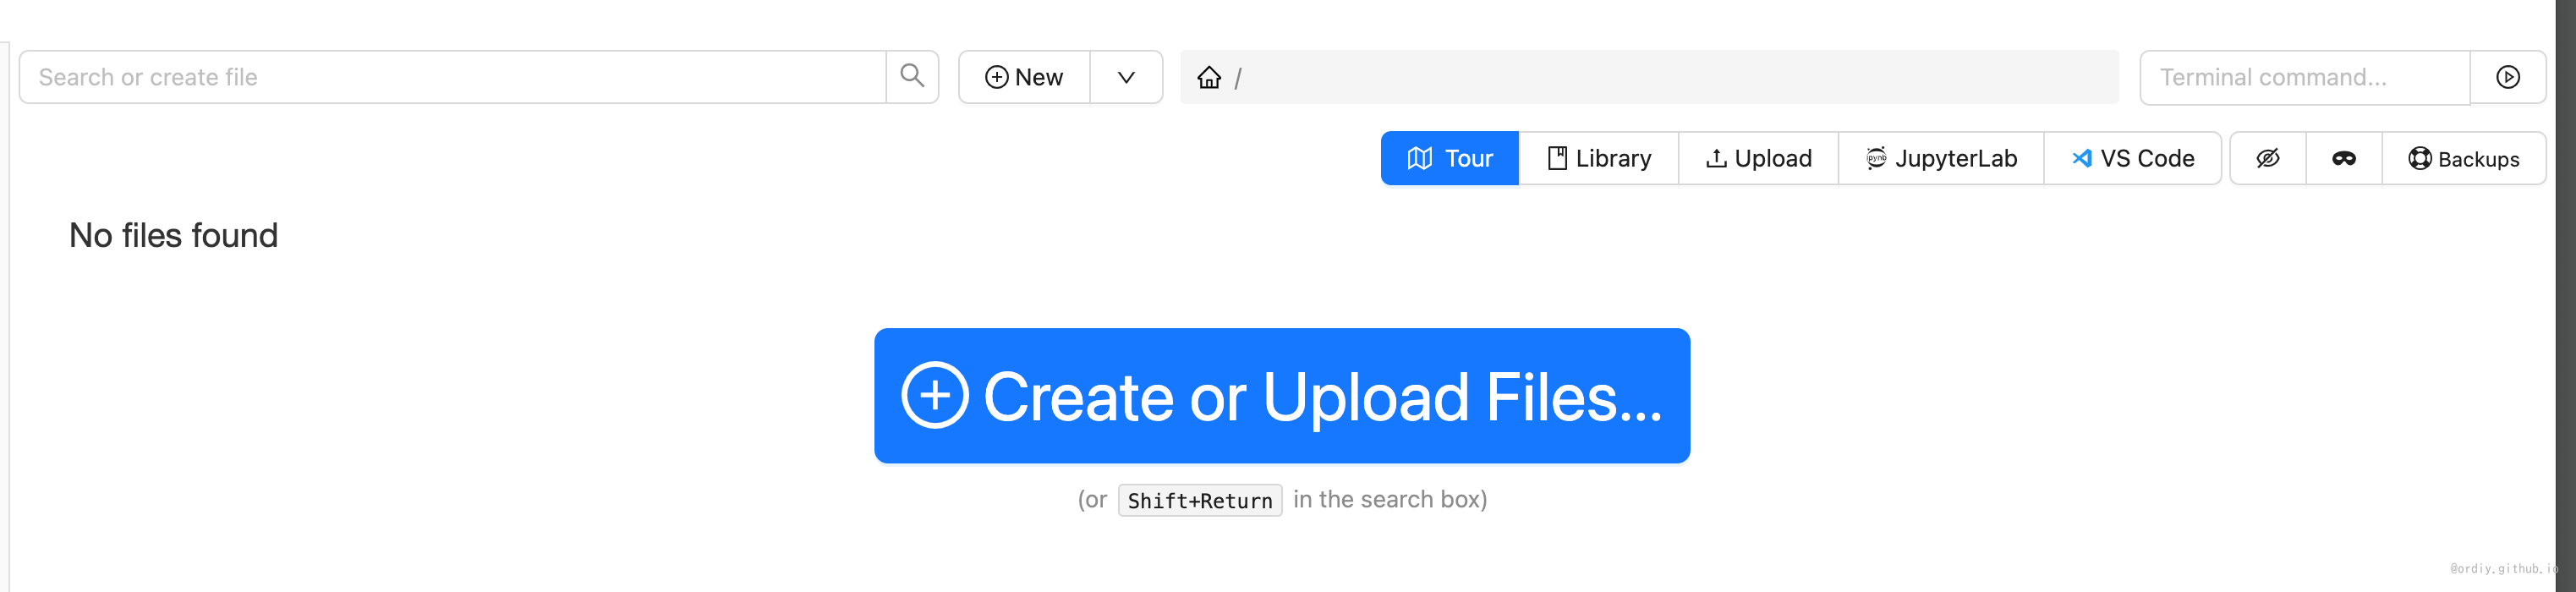 Search or create file New / Terminal command...
Tour Library Upload JupyterLab VS Code Backups
No files found
Create or Upload Files...
(or Shift+Return in the search box)
@ordiy.github.io